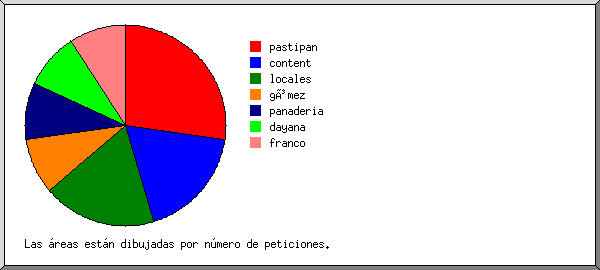 pastipan
content
locales
gÃ³mez
panaderia
dayana
franco
Las áreas están dibujadas por número de peticiones.